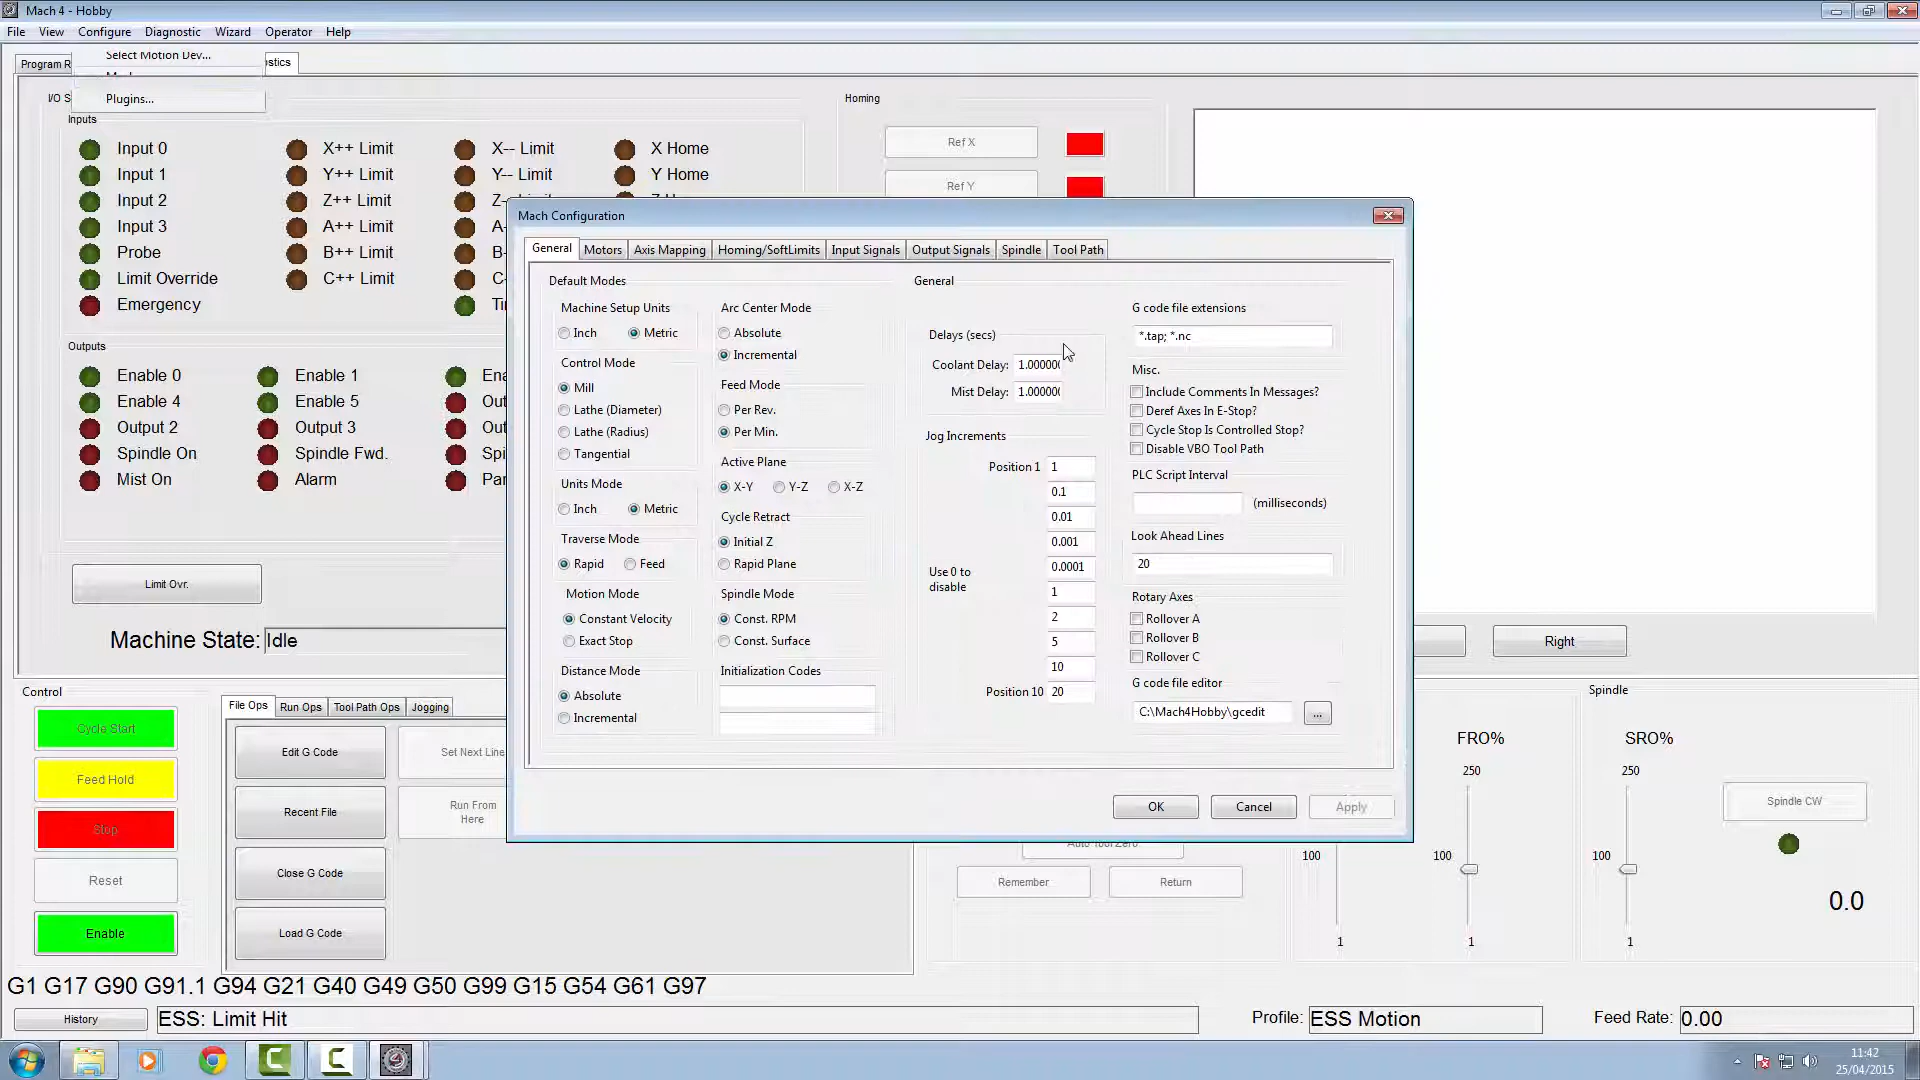 Mach 4 - Hobby
File View Configure Diagnostic Wizard Operator Help
Select Motion Dev...
Program R
stics
Plugins...
I/O S
Inputs
Input 0
X++ Limit
X-- Limit
X Home
Input 1
Y++ Limit
Y-- Limit
Y Home
Input 2
Z++ Limit
Input 3
A++ Limit
Probe
B++ Limit
Limit Override
C++ Limit
Emergency
Outputs
Enable 0
Enable 1
Enable 4
Enable 5
Output 2
Output 3
Spindle On
Spindle Fwd.
Mist On
Alarm
Limit Ovr.
Machine State: Idle
Homing
Ref X
Ref Y
Mach Configuration
General Motors Axis Mapping Homing/SoftLimits Input Signals Output Signals Spindle Tool Path
Default Modes
Machine Setup Units
Inch Metric
Control Mode
Mill
Lathe (Diameter)
Lathe (Radius)
Tangential
Units Mode
Inch Metric
Traverse Mode
Rapid Feed
Motion Mode
Constant Velocity
Exact Stop
Distance Mode
Absolute
Incremental
Arc Center Mode
Absolute
Incremental
Feed Mode
Per Rev.
Per Min.
Active Plane
X-Y Y-Z X-Z
Cycle Retract
Initial Z
Rapid Plane
Spindle Mode
Const. RPM
Const. Surface
Initialization Codes
General
Delays (secs)
Coolant Delay: 1.00000
Mist Delay: 1.00000
Jog Increments
Position 1 1
0.1
0.01
0.001
0.0001
Use 0 to
disable
1
2
5
10
Position 10 20
G code file extensions
*.tap; *.nc
Misc.
Include Comments In Messages?
Deref Axes In E-Stop?
Cycle Stop Is Controlled Stop?
Disable VBO Tool Path
PLC Script Interval
(milliseconds)
Look Ahead Lines
20
Rotary Axes
Rollover A
Rollover B
Rollover C
G code file editor
C:\Mach4Hobby\gcedit ...
OK Cancel Apply
Right
Control
Cycle Start
Feed Hold
Stop
Reset
Enable
File Ops Run Ops Tool Path Ops Jogging
Edit G Code
Set Next Line
Recent File
Run From
Here
Close G Code
Load G Code
Auto Tool Zero
Remember
Return
FRO%
250
100
1
SRO%
250
100
1
100
1
Spindle
Spindle CW
0.0
G1 G17 G90 G91.1 G94 G21 G40 G49 G50 G99 G15 G54 G61 G97
History
ESS: Limit Hit
Profile: ESS Motion
Feed Rate: 0.00
11:42
25/04/2015